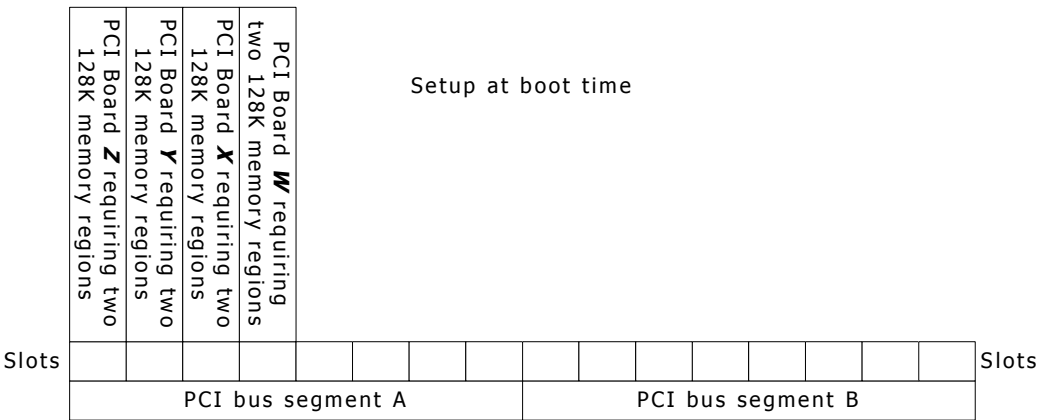 PCI Board Z requiring two
128K memory regions
PCI Board Y requiring two
128K memory regions
PCI Board X requiring two
128K memory regions
PCI Board W requiring
two 128K memory regions
Setup at boot time
Slots
Slots
PCI bus segment A
PCI bus segment B